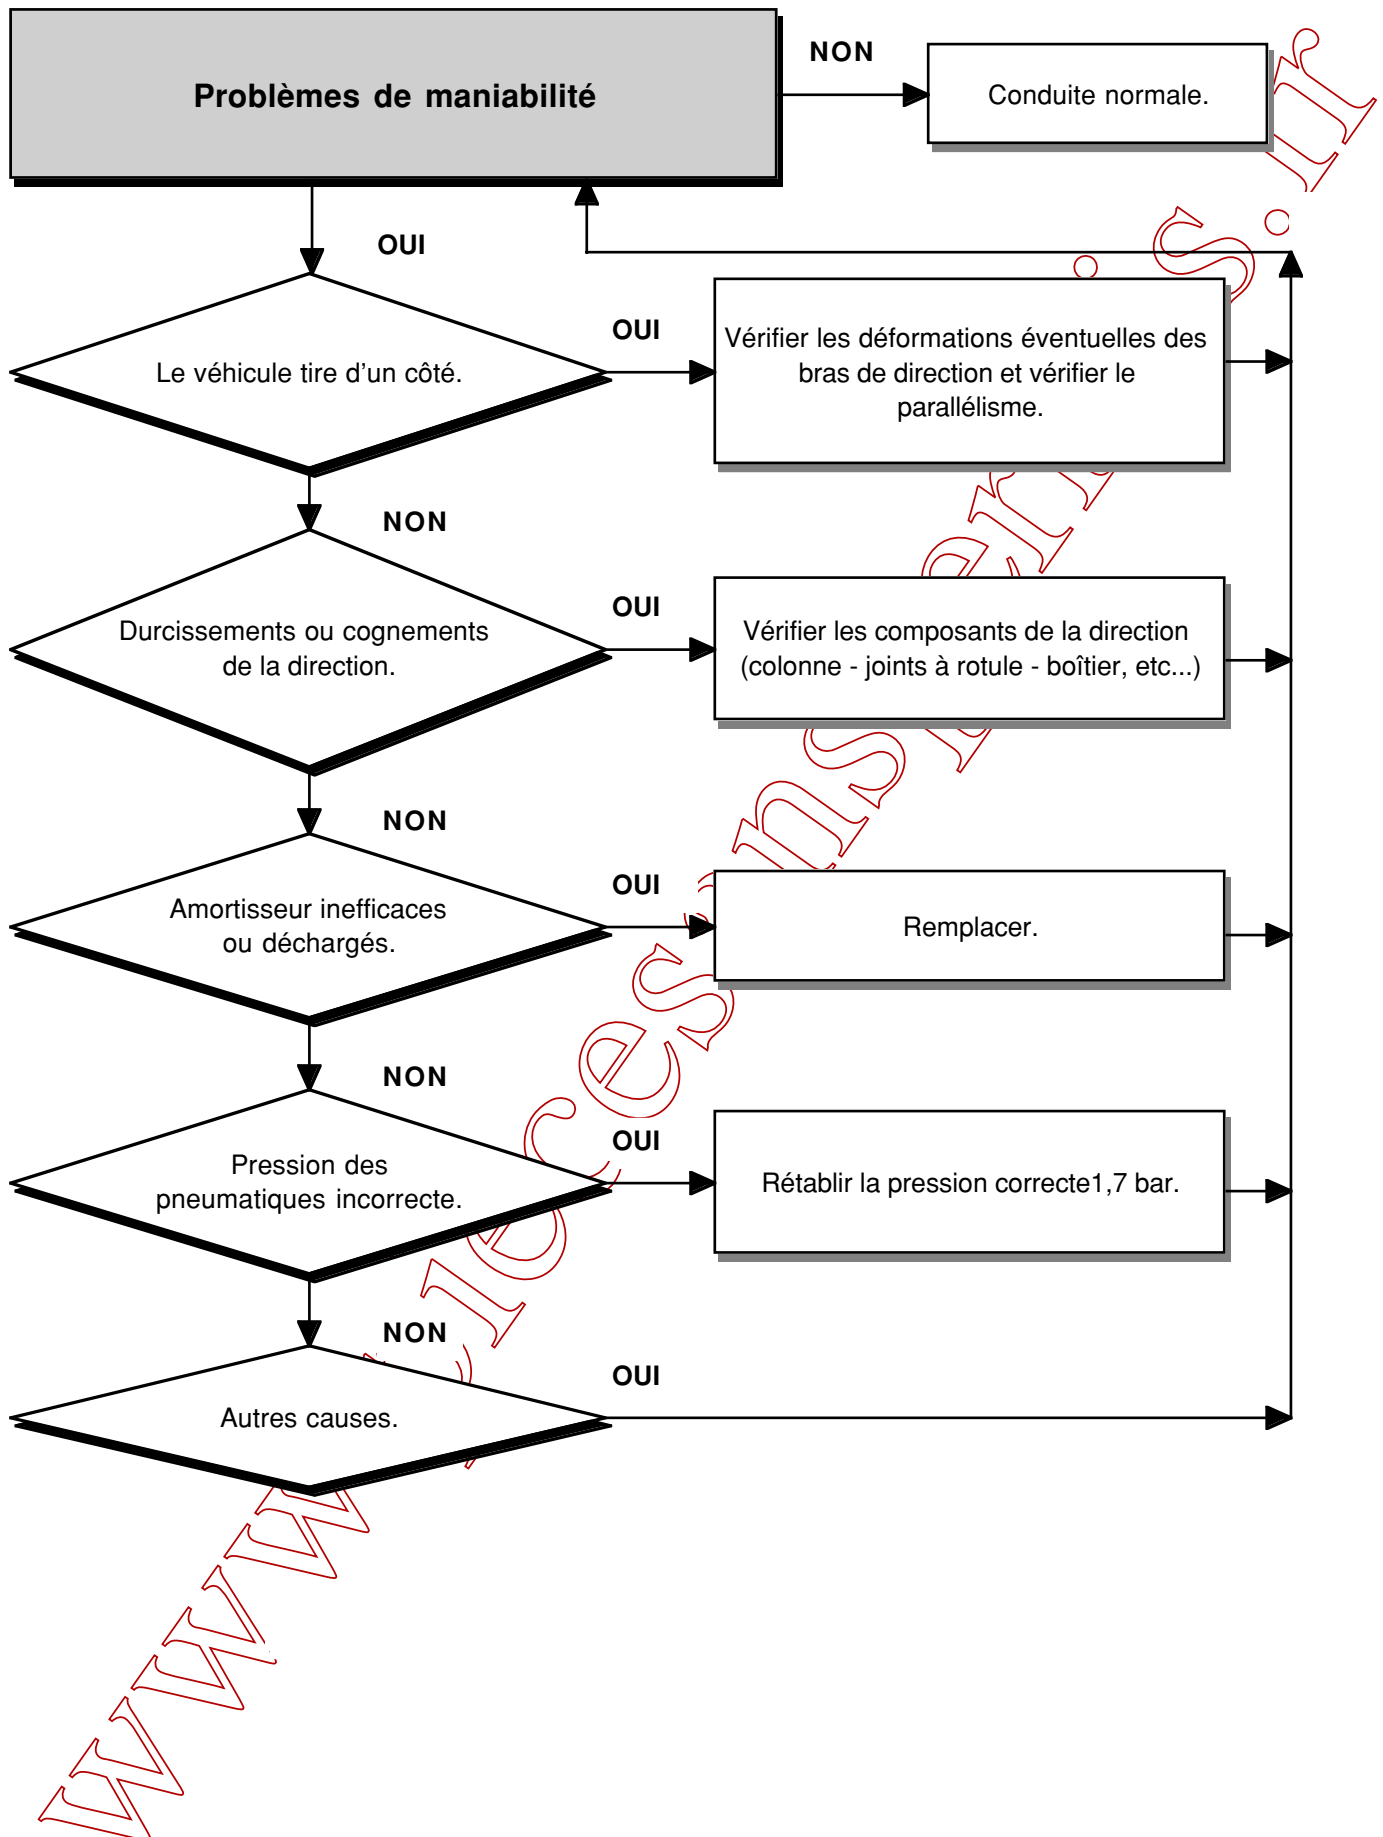 Problèmes de maniabilité
NON
Conduite normale.
OUI
Le véhicule tire d'un côté.
OUI
Vérifier les déformations éventuelles des
bras de direction et vérifier le
parallélisme.
NON
Durcissements ou cognements
de la direction.
OUI
Vérifier les composants de la direction
(colonne - joints à rotule - boîtier, etc...)
NON
Amortisseur inefficaces
ou déchargés.
OUI
Remplacer.
NON
Pression des
pneumatiques incorrecte.
OUI
Rétablir la pression correcte1,7 bar.
NON
Autres causes.
OUI